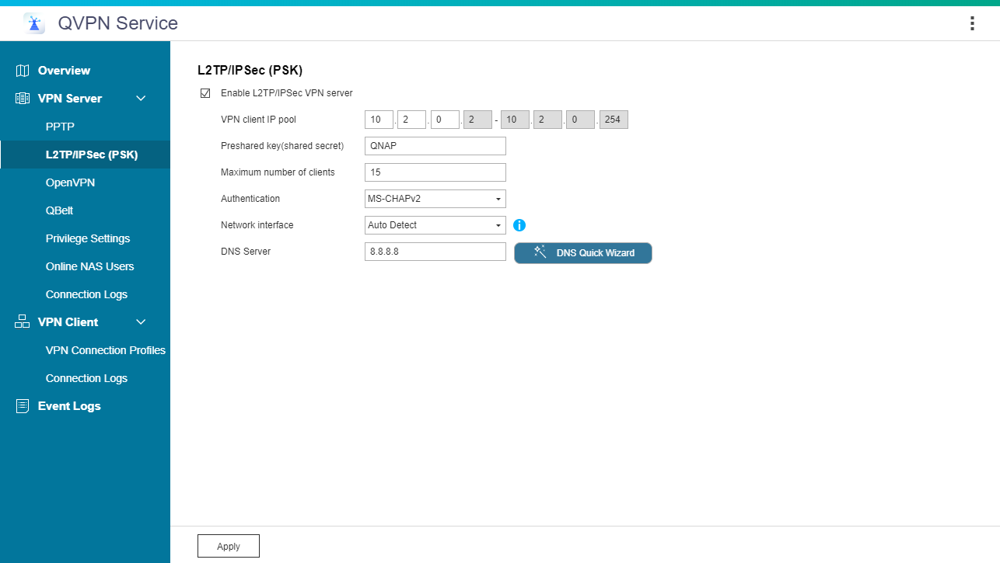 QVPN Service
Overview
VPN Server
PPTP
L2TP/IPSec (PSK)
OpenVPN
QBelt
Privilege Settings
Online NAS Users
Connection Logs
VPN Client
VPN Connection Profiles
Connection Logs
Event Logs
L2TP/IPSec (PSK)
Enable L2TP/IPSec VPN server
VPN client IP pool 10 . 2 . 0 . 2 - 10 . 2 . 0 . 254
Preshared key(shared secret) QNAP
Maximum number of clients 15
Authentication MS-CHAPv2
Network interface Auto Detect
DNS Server 8.8.8.8 DNS Quick Wizard
Apply